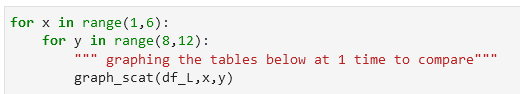 for x in range(1,6):
    for y in range(8,12):
        """ graphing the tables below at 1 time to compare"""
        graph_scat(df_L,x,y)